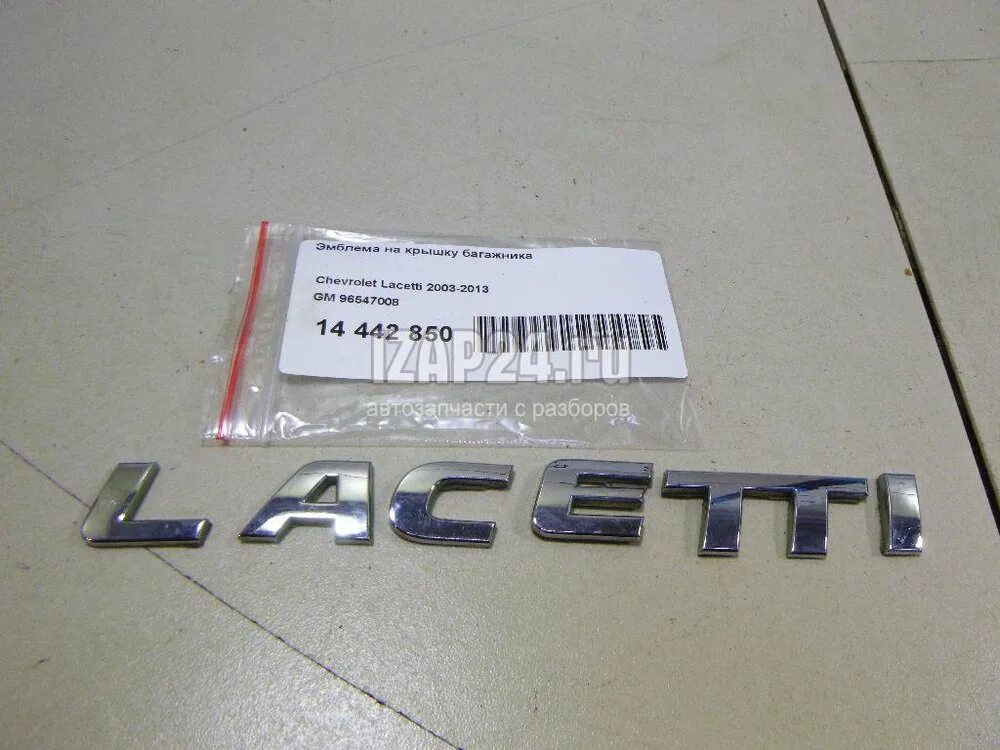 Эмблема на крышку багажника
Chevrolet Lacetti 2003-2013
GM 96547008
14 442 850
IZAP24.ru
автозапчасти с разборов
LACETTI